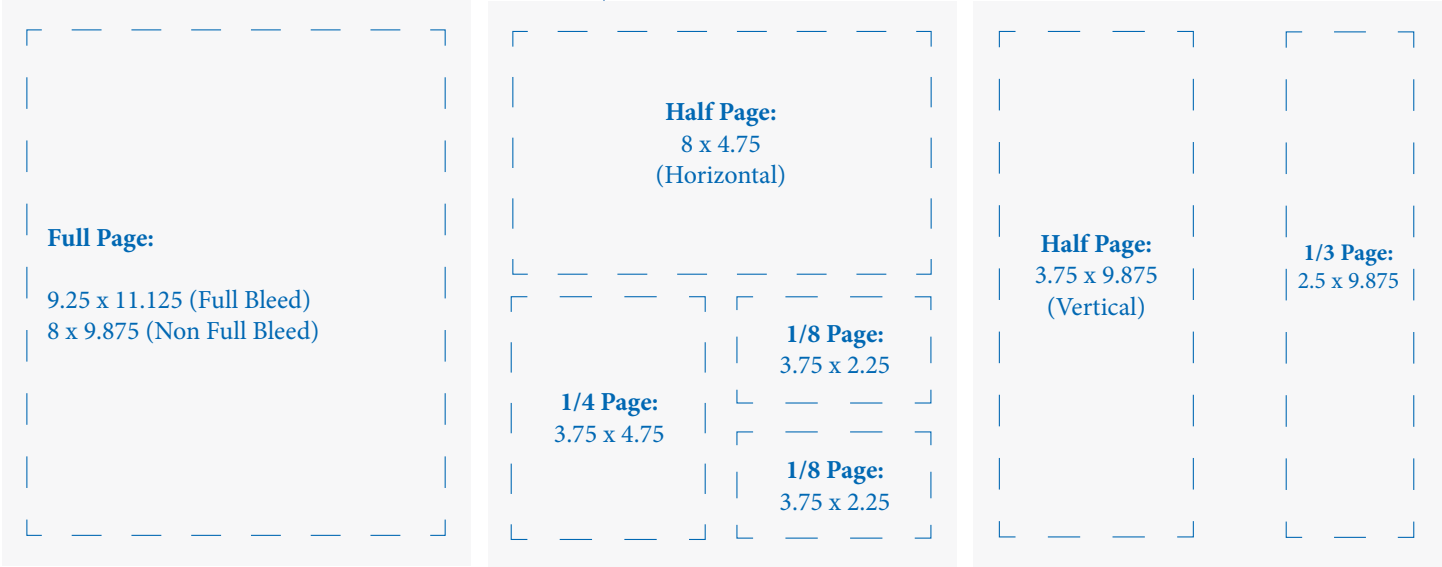 Full Page:
9.25 x 11.125 (Full Bleed)
8 x 9.875 (Non Full Bleed)
Half Page:
8 x 4.75
(Horizontal)
1/4 Page:
3.75 x 4.75
1/8 Page:
3.75 x 2.25
1/8 Page:
3.75 x 2.25
Half Page:
3.75 x 9.875
(Vertical)
1/3 Page:
2.5 x 9.875